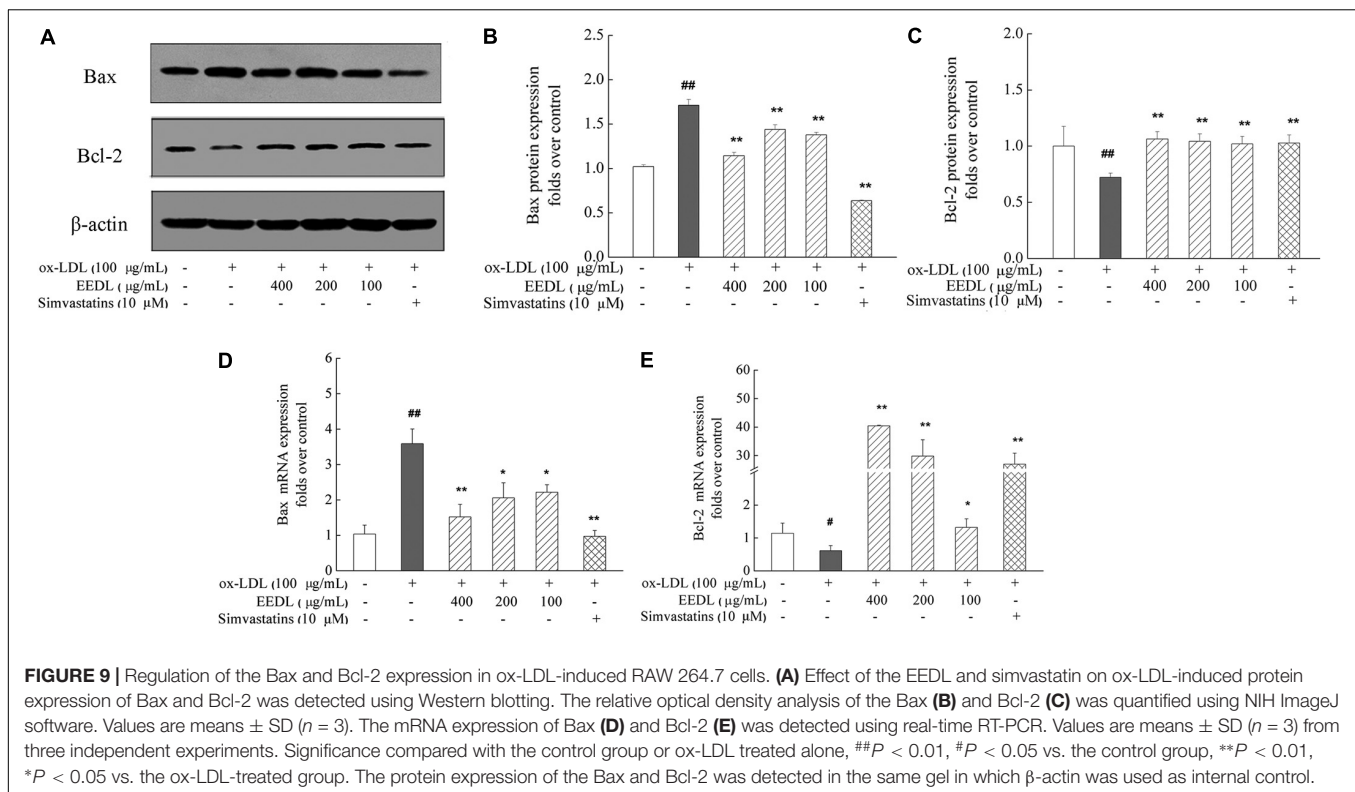 A
Bax
Bcl-2
β-actin
ox-LDL (100 μg/mL) - + + + + +
EEDL ( μg/mL) - - 400 200 100 -
Simvastatins (10 μM) - - - - - +
B
Bax protein expression
folds over control
2.5
2.0
1.5
1.0
0.5
0.0
## ** ** ** **
ox-LDL (100 μg/mL) - + + + + +
EEDL ( μg/mL) - - 400 200 100 -
Simvastatins (10 μM) - - - - - +
C
Bcl-2 protein expression
folds over control
2.0
1.5
1.0
0.5
0.0
## ** ** ** **
ox-LDL (100 μg/mL) - + + + + +
EEDL ( μg/mL) - - 400 200 100 -
Simvastatins (10 μM) - - - - - +
D
Bax mRNA expression
folds over control
6
5
4
3
2
1
0
## ** * * **
ox-LDL (100 μg/mL) - + + + + +
EEDL ( μg/mL) - - 400 200 100 -
Simvastatins (10 μM) - - - - - +
E
Bcl-2 mRNA expression
folds over control
60
50
40
30
2
1
0
# ** ** * **
ox-LDL (100 μg/mL) - + + + + +
EEDL ( μg/mL) - - 400 200 100 -
Simvastatins (10 μM) - - - - - +
FIGURE 9 | Regulation of the Bax and Bcl-2 expression in ox-LDL-induced RAW 264.7 cells. (A) Effect of the EEDL and simvastatin on ox-LDL-induced protein
expression of Bax and Bcl-2 was detected using Western blotting. The relative optical density analysis of the Bax (B) and Bcl-2 (C) was quantified using NIH ImageJ
software. Values are means ± SD (n = 3). The mRNA expression of Bax (D) and Bcl-2 (E) was detected using real-time RT-PCR. Values are means ± SD (n = 3) from
three independent experiments. Significance compared with the control group or ox-LDL treated alone, ##P < 0.01, #P < 0.05 vs. the control group, **P < 0.01,
*P < 0.05 vs. the ox-LDL-treated group. The protein expression of the Bax and Bcl-2 was detected in the same gel in which β-actin was used as internal control.